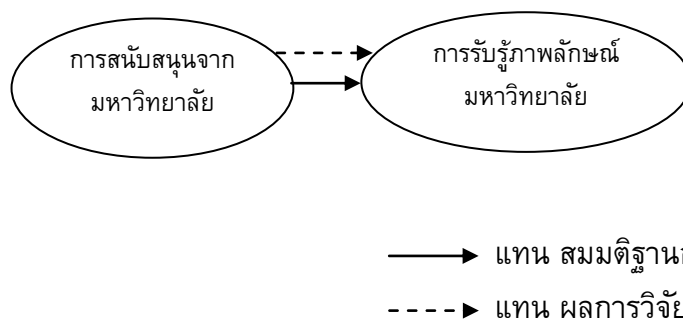 การสนับสนุนจาก
มหาวิทยาลัย
การรับรู้ภาพลักษณ์
มหาวิทยาลัย
แทน สมมติฐาน
แทน ผลการวิจัย